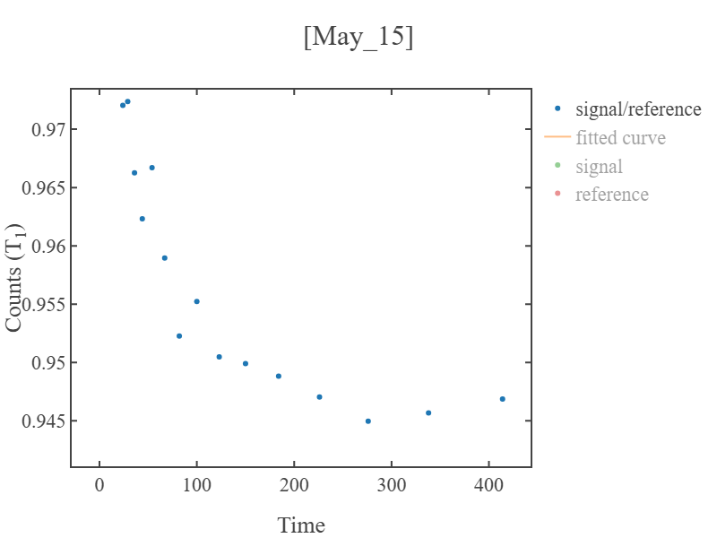 [May_15]
signal/reference
fitted curve
signal
reference
Counts (T1)
0.97
0.965
0.96
0.955
0.95
0.945
0 100 200 300 400
Time